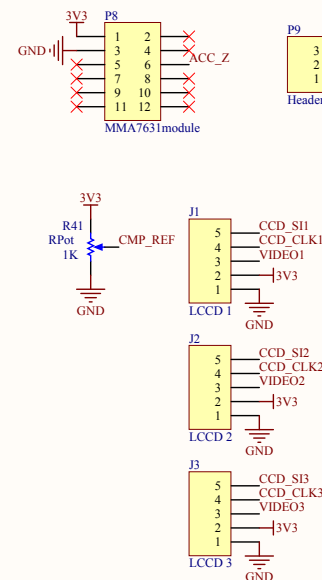 3V3
P8
P9
1 2
GND 3 4
5 6 ACC_Z
7 8
9 10
11 12
MMA7631module
3
2
1
Header
3V3
R41
RPot
1K
CMP_REF
GND
J1
5 CCD_SI1
4 CCD_CLK1
3 VIDEO1
2 3V3
1
LCCD 1
GND
J2
5 CCD_SI2
4 CCD_CLK2
3 VIDEO2
2 3V3
1
LCCD 2
GND
J3
5 CCD_SI3
4 CCD_CLK3
3 VIDEO3
2 3V3
1
LCCD 3
GND